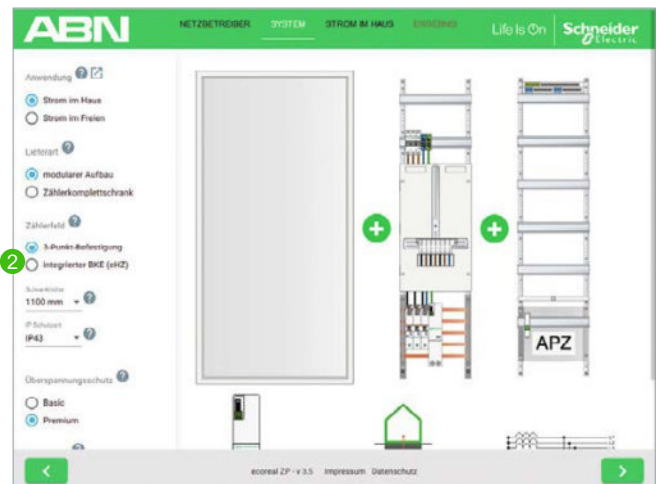 ABN
NETZBETREIBER SYSTEM STROM IM HAUS ERGEBNIS
Life Is On Schneider Electric
Anwendung ?
Strom im Haus
Strom im Freien
Lieferart ?
modularer Aufbau
Zählerkomplettschrank
Zählerfeld ?
3-Punkt-Befestigung
2
integrierter BKE (eHZ)
1100 mm ?
IP Schutzart
IP43 ?
Überspannungsschutz ?
Basic
Premium
?
+ +
APZ
< ecoreal ZP - v 3.5 Impressum Datenschutz >